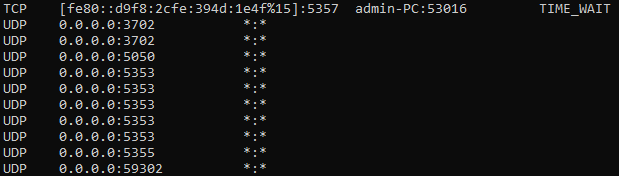 TCP    [fe80::d9f8:2cfe:394d:1e4f%15]:5357  admin-PC:53016         TIME_WAIT
UDP    0.0.0.0:3702           *:*
UDP    0.0.0.0:3702           *:*
UDP    0.0.0.0:5050           *:*
UDP    0.0.0.0:5353           *:*
UDP    0.0.0.0:5353           *:*
UDP    0.0.0.0:5353           *:*
UDP    0.0.0.0:5353           *:*
UDP    0.0.0.0:5353           *:*
UDP    0.0.0.0:5355           *:*
UDP    0.0.0.0:59302          *:*